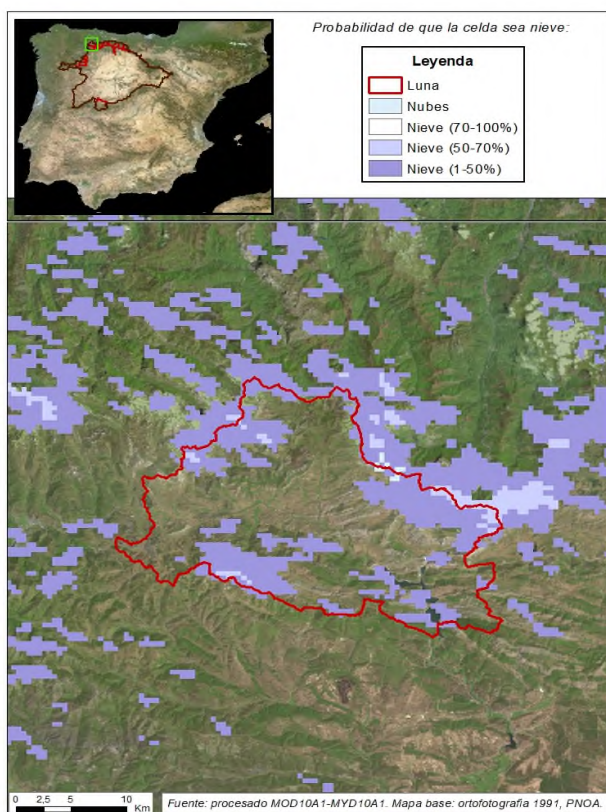 Probabilidad de que la celda sea nieve:
Leyenda
Luna
Nubes
Nieve (70-100%)
Nieve (50-70%)
Nieve (1-50%)
0 2,5 5 10
Km
Fuente: procesado MOD10A1-MYD10A1. Mapa base: ortofotografía 1991, PNOA